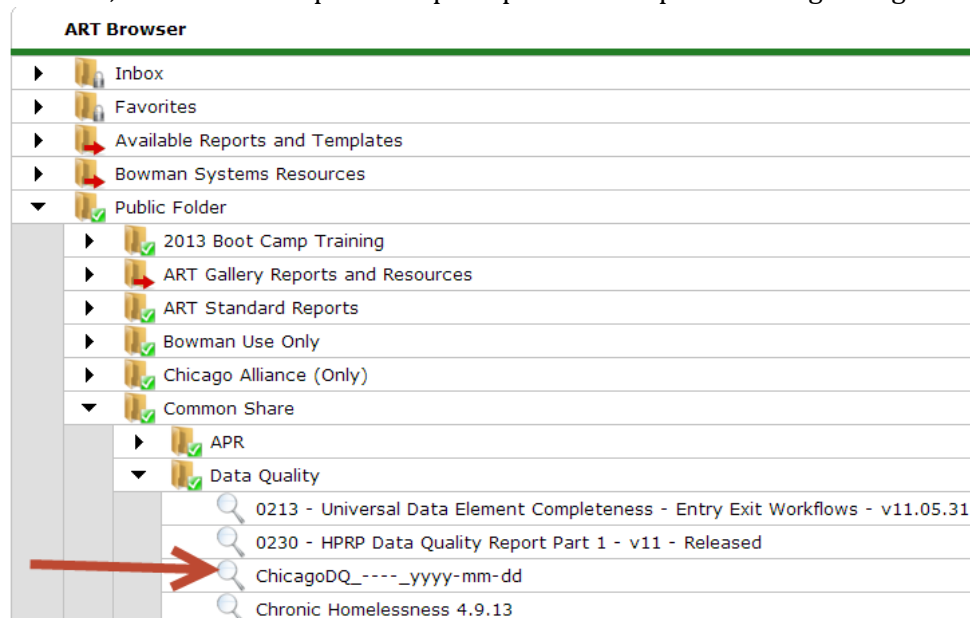 ART Browser
Inbox
Favorites
Available Reports and Templates
Bowman Systems Resources
Public Folder
2013 Boot Camp Training
ART Gallery Reports and Resources
ART Standard Reports
Bowman Use Only
Chicago Alliance (Only)
Common Share
APR
Data Quality
0213 - Universal Data Element Completeness - Entry Exit Workflows - v11.05.31
0230 - HPRP Data Quality Report Part 1 - v11 - Released
ChicagoDQ_----_yyyy-mm-dd
Chronic Homelessness 4.9.13